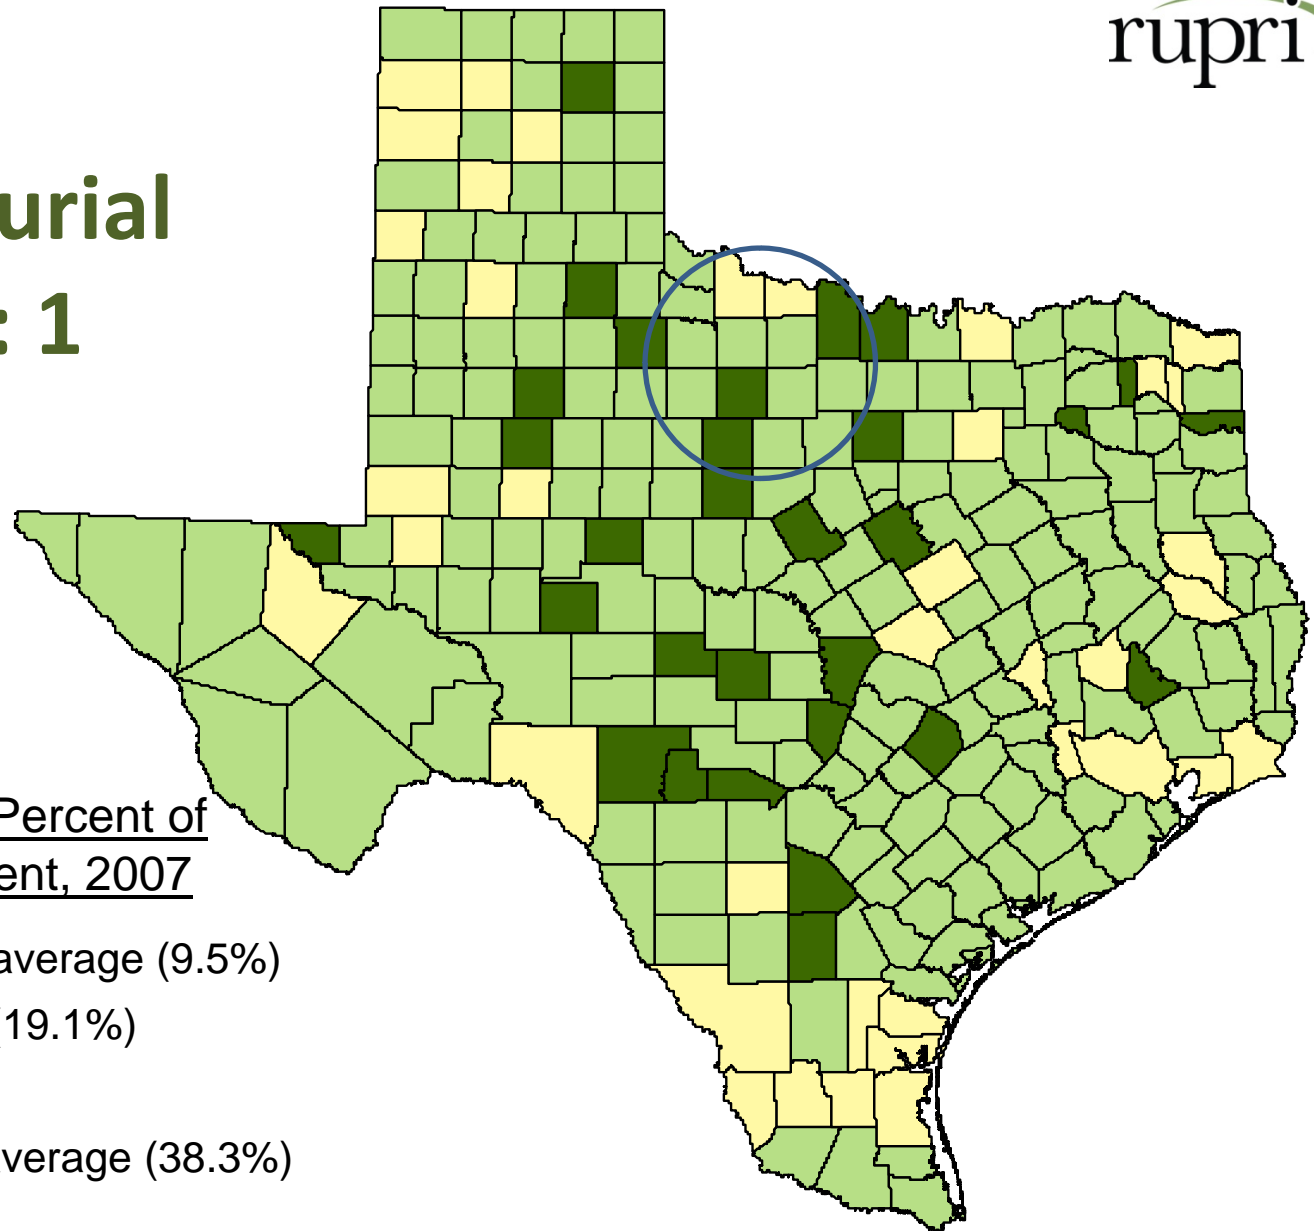 rupri
urial
: 1
Percent of
ent, 2007
average (9.5%)
(19.1%)
verage (38.3%)